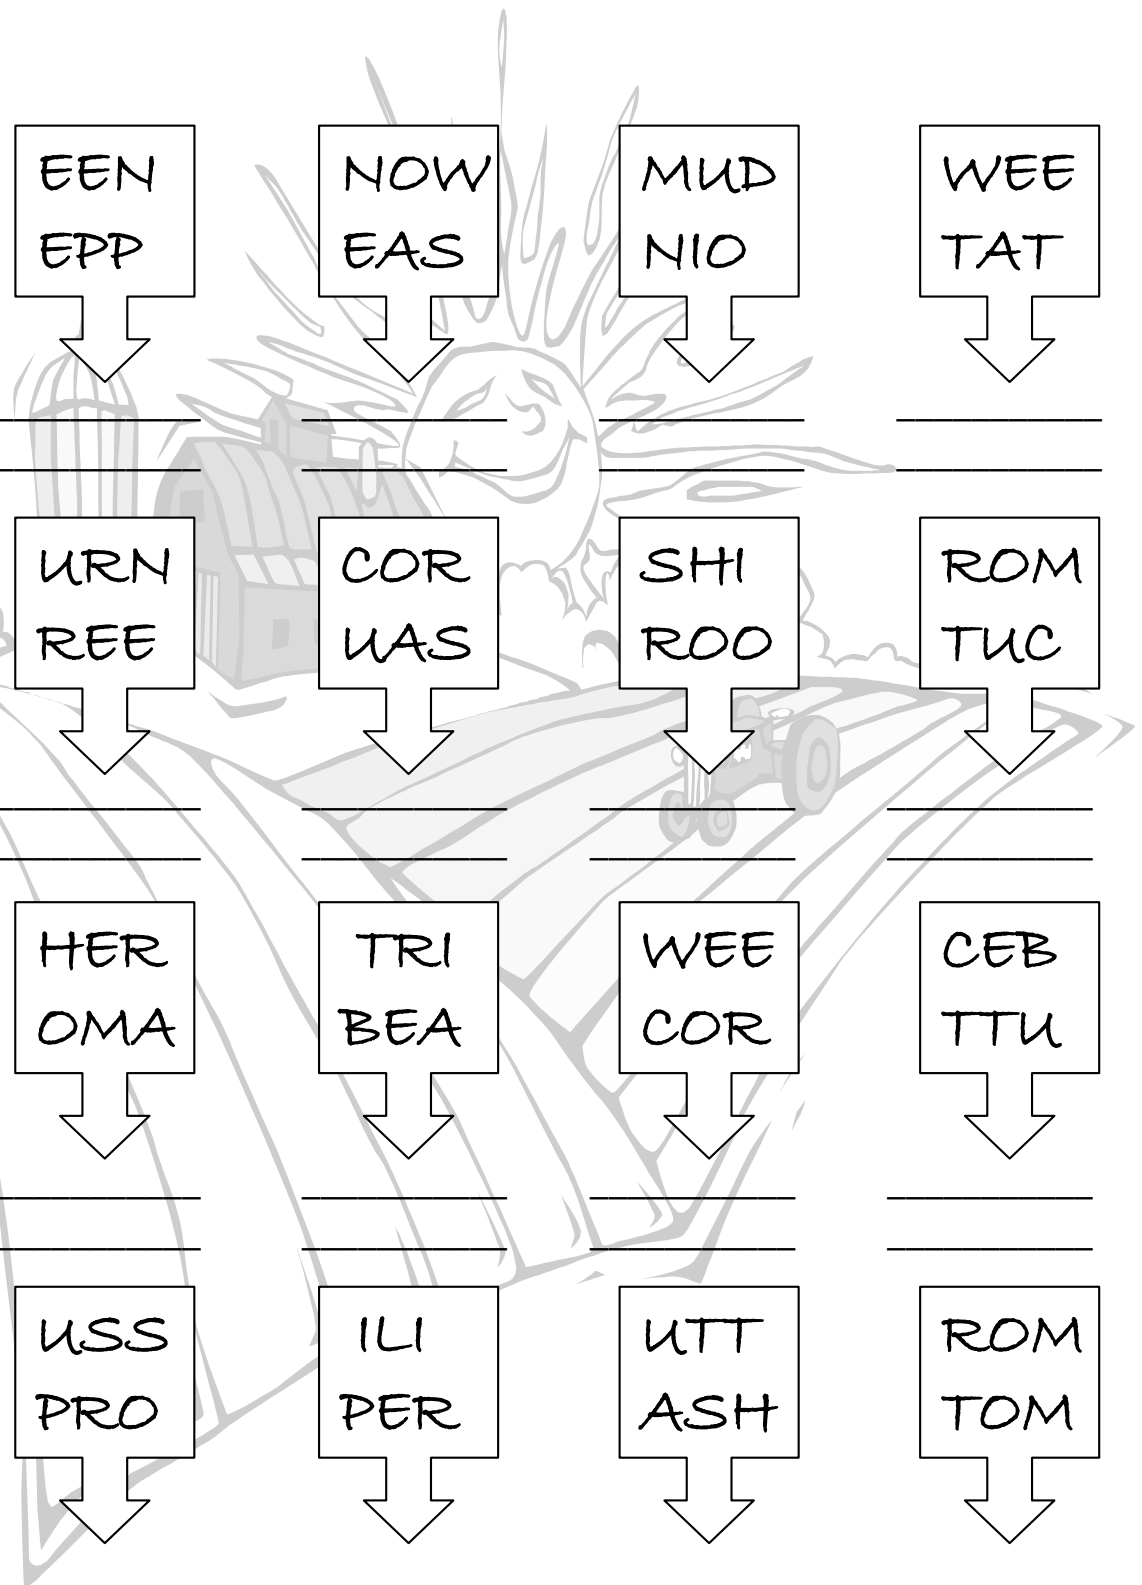 EEN NOW MUD WEE
EPP EAS NIO TAT
URN COR SHI ROM
REE UAS ROO TUC
HER TRI WEE CEB
OMA BEA COR TTU
USS ILI UTT ROM
PRO PER ASH TOM